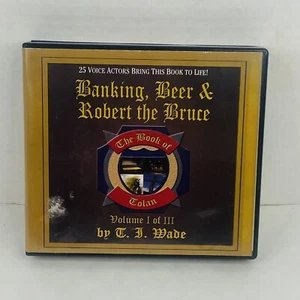 25 VOICE ACTORS BRING THIS BOOK TO LIFE!
Banking, Beer &
Robert the Bruce
The Book of
Tolan
Volume I of III
by T. I. Wade